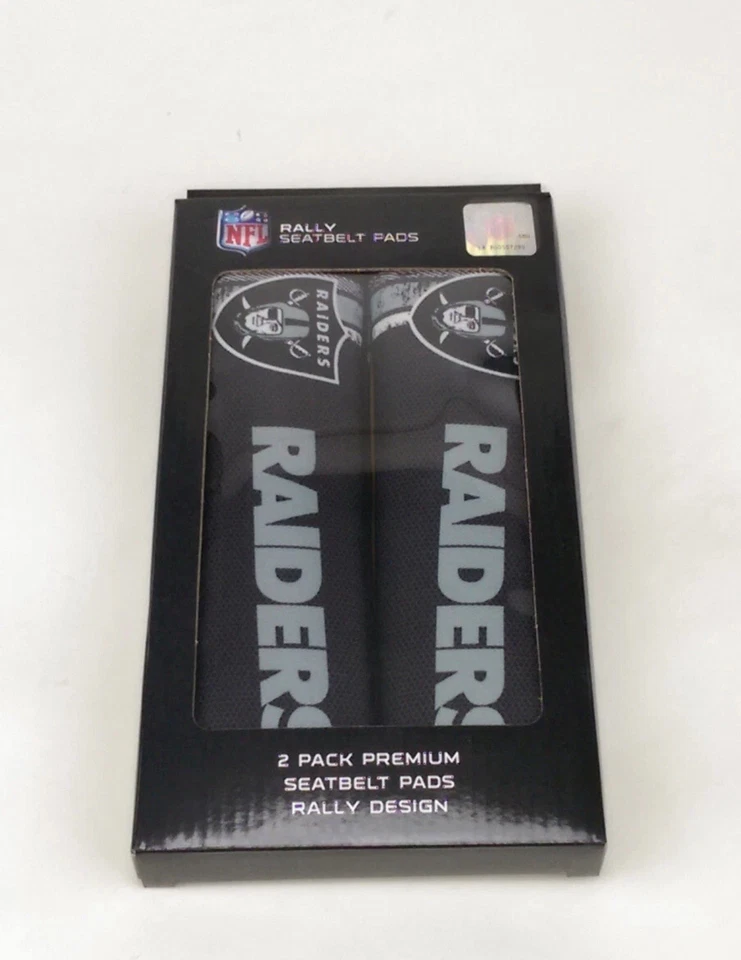 NFL
RALLY
SEATBELT PADS
RAIDERS
RAIDERS
RAIDERS
2 PACK PREMIUM
SEATBELT PADS
RALLY DESIGN